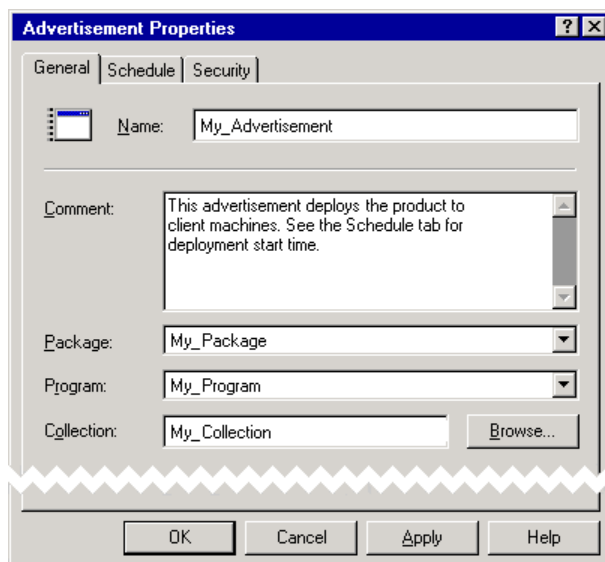 Advertisement Properties
General Schedule Security
Name: My_Advertisement
Comment: This advertisement deploys the product to
client machines. See the Schedule tab for
deployment start time.
Package: My_Package
Program: My_Program
Collection: My_Collection Browse...
OK Cancel Apply Help